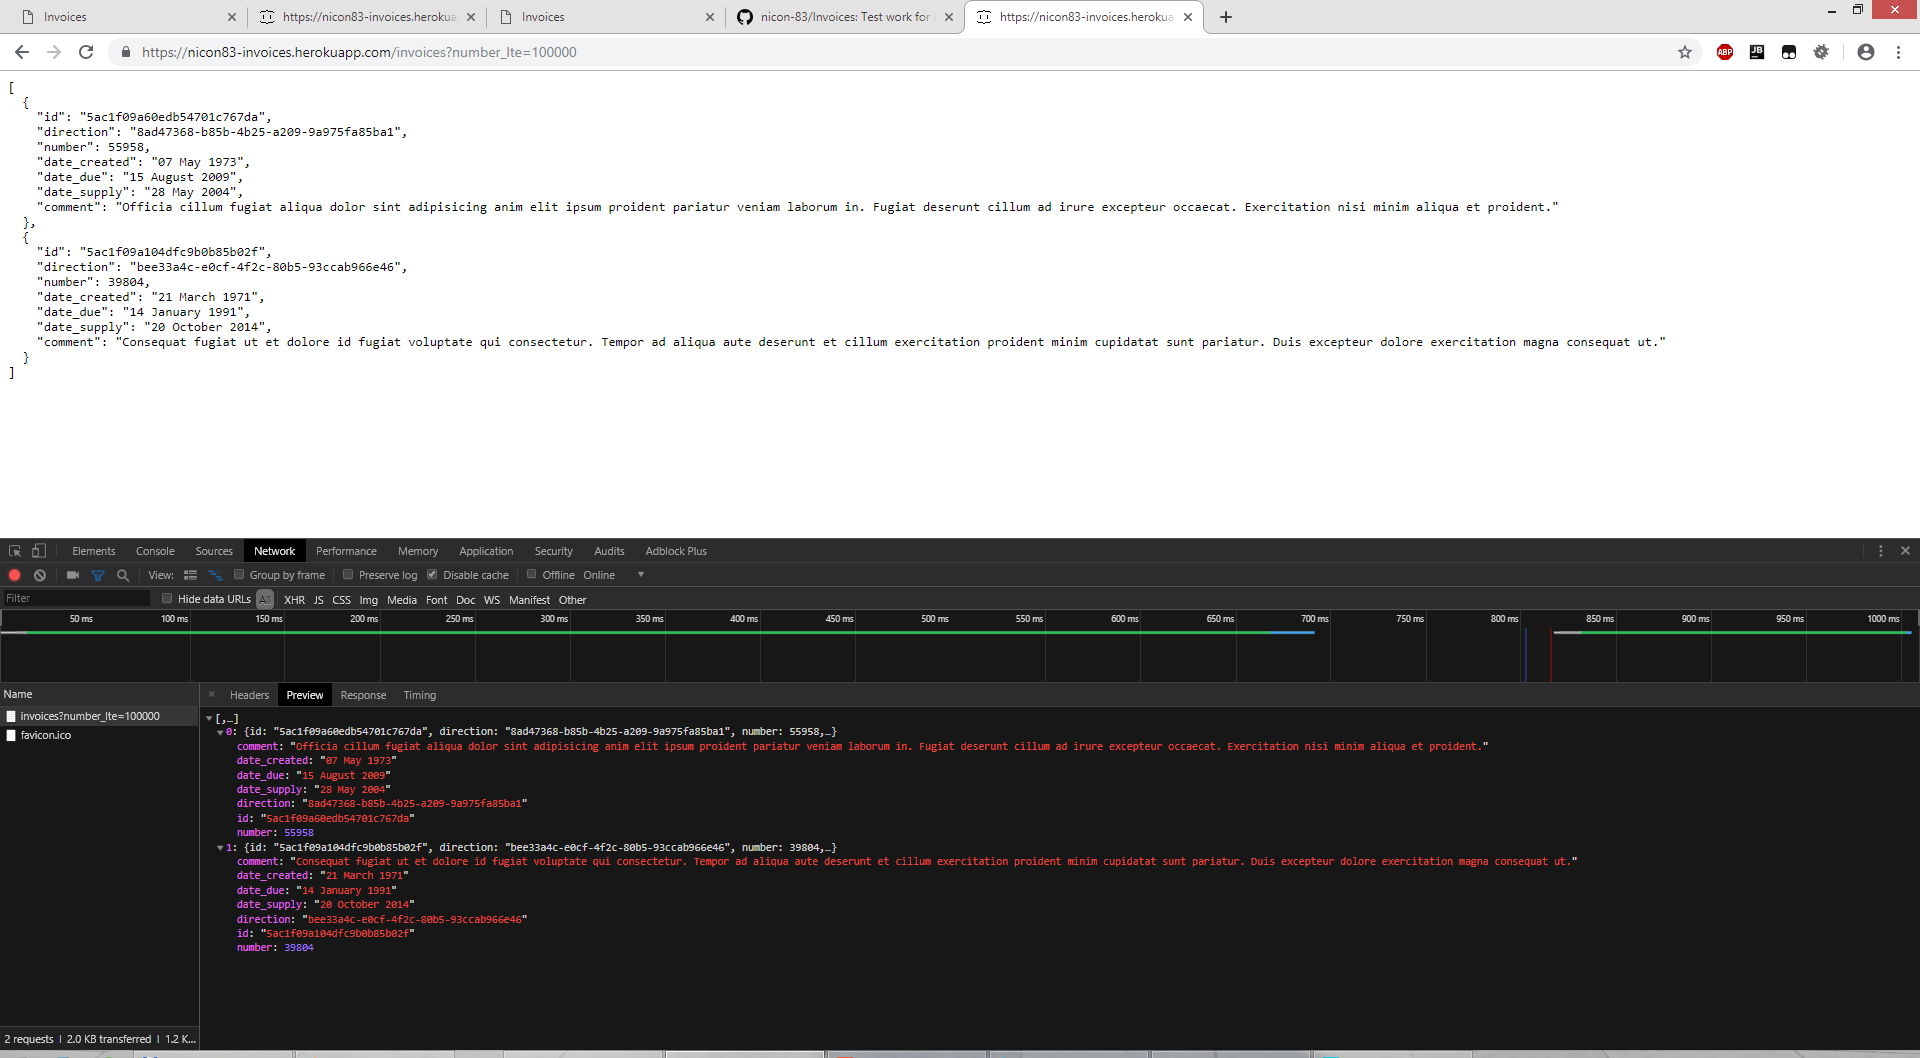 Invoices
https://nicon83-invoices.herokua
Invoices
nicon-83/Invoices: Test work for
https://nicon83-invoices.herokua
https://nicon83-invoices.herokuapp.com/invoices?number_lte=100000
ABP
JB
[
{
"id": "5ac1f09a60edb54701c767da",
"direction": "8ad47368-b85b-4b25-a209-9a975fa85ba1",
"number": 55958,
"date_created": "07 May 1973",
"date_due": "15 August 2009",
"date_supply": "28 May 2004",
"comment": "Officia cillum fugiat aliqua dolor sint adipisicing anim elit ipsum proident pariatur veniam laborum in. Fugiat deserunt cillum ad irure excepteur occaecat. Exercitation nisi minim aliqua et proident."
},
{
"id": "5ac1f09a104dfc9b0b85b02f",
"direction": "bee33a4c-e0cf-4f2c-80b5-93ccab966e46",
"number": 39804,
"date_created": "21 March 1971",
"date_due": "14 January 1991",
"date_supply": "20 October 2014",
"comment": "Consequat fugiat ut et dolore id fugiat voluptate qui consectetur. Tempor ad aliqua aute deserunt et cillum exercitation proident minim cupidatat sunt pariatur. Duis excepteur dolore exercitation magna consequat ut."
}
]
Elements Console Sources Network Performance Memory Application Security Audits Adblock Plus
View: Group by frame Preserve log Disable cache Offline Online
Filter Hide data URLs All XHR JS CSS Img Media Font Doc WS Manifest Other
50 ms 100 ms 150 ms 200 ms 250 ms 300 ms 350 ms 400 ms 450 ms 500 ms 550 ms 600 ms 650 ms 700 ms 750 ms 800 ms 850 ms 900 ms 950 ms 1000 ms
Name
invoices?number_lte=100000
favicon.ico
Headers Preview Response Timing
[,…]
0: {id: "5ac1f09a60edb54701c767da", direction: "8ad47368-b85b-4b25-a209-9a975fa85ba1", number: 55958,…}
comment: "Officia cillum fugiat aliqua dolor sint adipisicing anim elit ipsum proident pariatur veniam laborum in. Fugiat deserunt cillum ad irure excepteur occaecat. Exercitation nisi minim aliqua et proident."
date_created: "07 May 1973"
date_due: "15 August 2009"
date_supply: "28 May 2004"
direction: "8ad47368-b85b-4b25-a209-9a975fa85ba1"
id: "5ac1f09a60edb54701c767da"
number: 55958
1: {id: "5ac1f09a104dfc9b0b85b02f", direction: "bee33a4c-e0cf-4f2c-80b5-93ccab966e46", number: 39804,…}
comment: "Consequat fugiat ut et dolore id fugiat voluptate qui consectetur. Tempor ad aliqua aute deserunt et cillum exercitation proident minim cupidatat sunt pariatur. Duis excepteur dolore exercitation magna consequat ut."
date_created: "21 March 1971"
date_due: "14 January 1991"
date_supply: "20 October 2014"
direction: "bee33a4c-e0cf-4f2c-80b5-93ccab966e46"
id: "5ac1f09a104dfc9b0b85b02f"
number: 39804
2 requests | 2.0 KB transferred | 1.2 K...